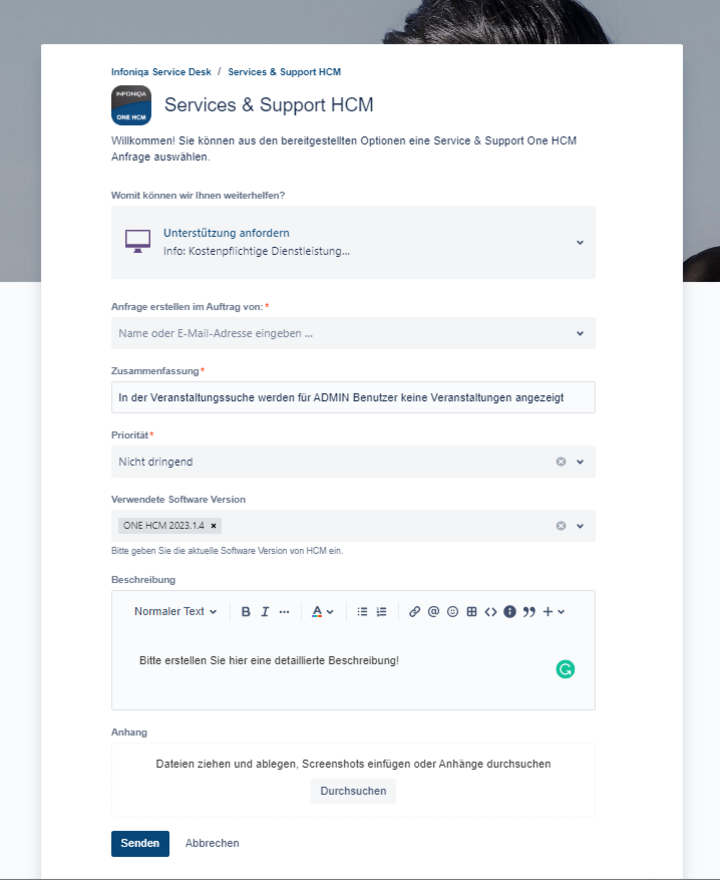 Infoniqa Service Desk / Services & Support HCM
INFONIQA
ONE HCM
Services & Support HCM
Willkommen! Sie können aus den bereitgestellten Optionen eine Service & Support One HCM
Anfrage auswählen.
Womit können wir Ihnen weiterhelfen?
Unterstützung anfordern
Info: Kostenpflichtige Dienstleistung...
Anfrage erstellen im Auftrag von: *
Name oder E-Mail-Adresse eingeben ...
Zusammenfassung*
In der Veranstaltungssuche werden für ADMIN Benutzer keine Veranstaltungen angezeigt
Priorität*
Nicht dringend
Verwendete Software Version
ONE HCM 2023.1.4 ×
Bitte geben Sie die aktuelle Software Version von HCM ein.
Beschreibung
Normaler Text B I ... A @ <> +
Bitte erstellen Sie hier eine detaillierte Beschreibung!
Anhang
Dateien ziehen und ablegen, Screenshots einfügen oder Anhänge durchsuchen
Durchsuchen
Senden Abbrechen